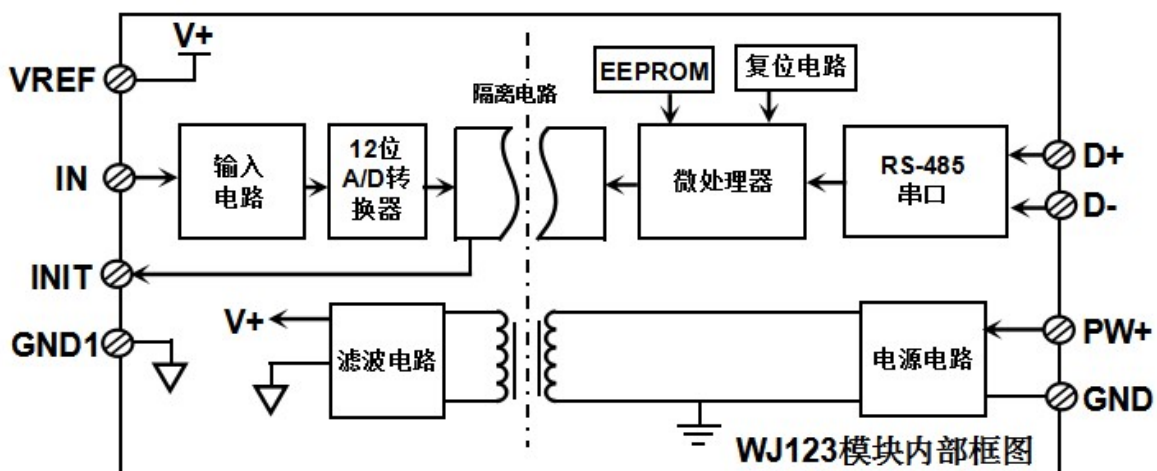 VREF
V+
隔离电路
EEPROM
复位电路
IN
输入
电路
12位
A/D转
换器
微处理器
RS-485
串口
D+
D-
INIT
GND1
V+
滤波电路
电源电路
PW+
GND
WJ123模块内部框图